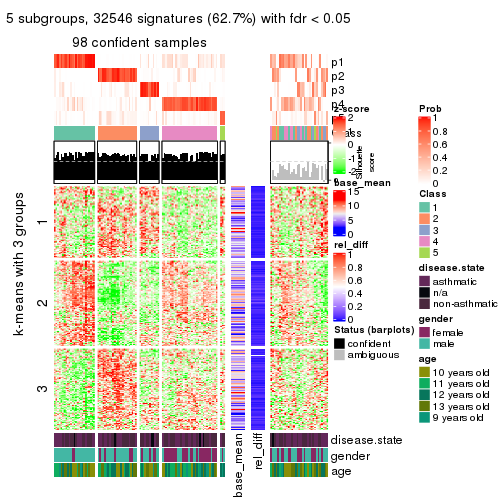 5 subgroups, 32546 signatures (62.7%) with fdr < 0.05
98 confident samples
p1
p2
p3
p4
z-score
2
1
0
-1
-2
Silhouette
score
base_mean
15
10
5
0
rel_diff
1
0.8
0.6
0.4
0.2
0
Status (barplots)
confident
ambiguous
Prob
1
0.8
0.6
0.4
0.2
0
Class
1
2
3
4
5
disease.state
asthmatic
n/a
non-asthmatic
gender
female
male
age
10 years old
11 years old
12 years old
13 years old
9 years old
k-means with 3 groups
1
2
3
disease.state
gender
age
base_mean
rel_diff